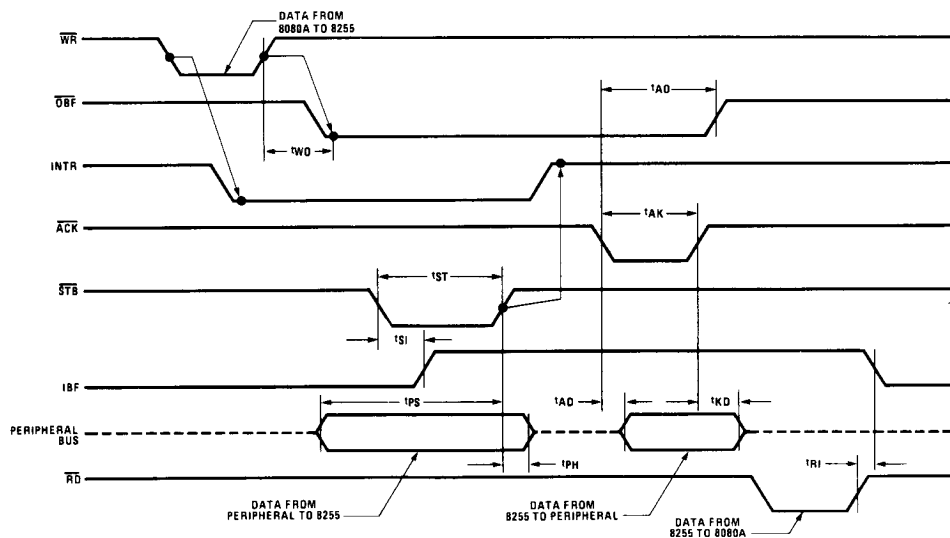 DATA FROM
8080A TO 8255
WR
OBF
tAO
tWO
INTR
tAK
ACK
tST
STB
tSI
IBF
tPS
tAD
tKD
PERIPHERAL
BUS
tPH
tRI
RD
DATA FROM
PERIPHERAL TO 8255
DATA FROM
8255 TO PERIPHERAL
DATA FROM
8255 TO 8080A